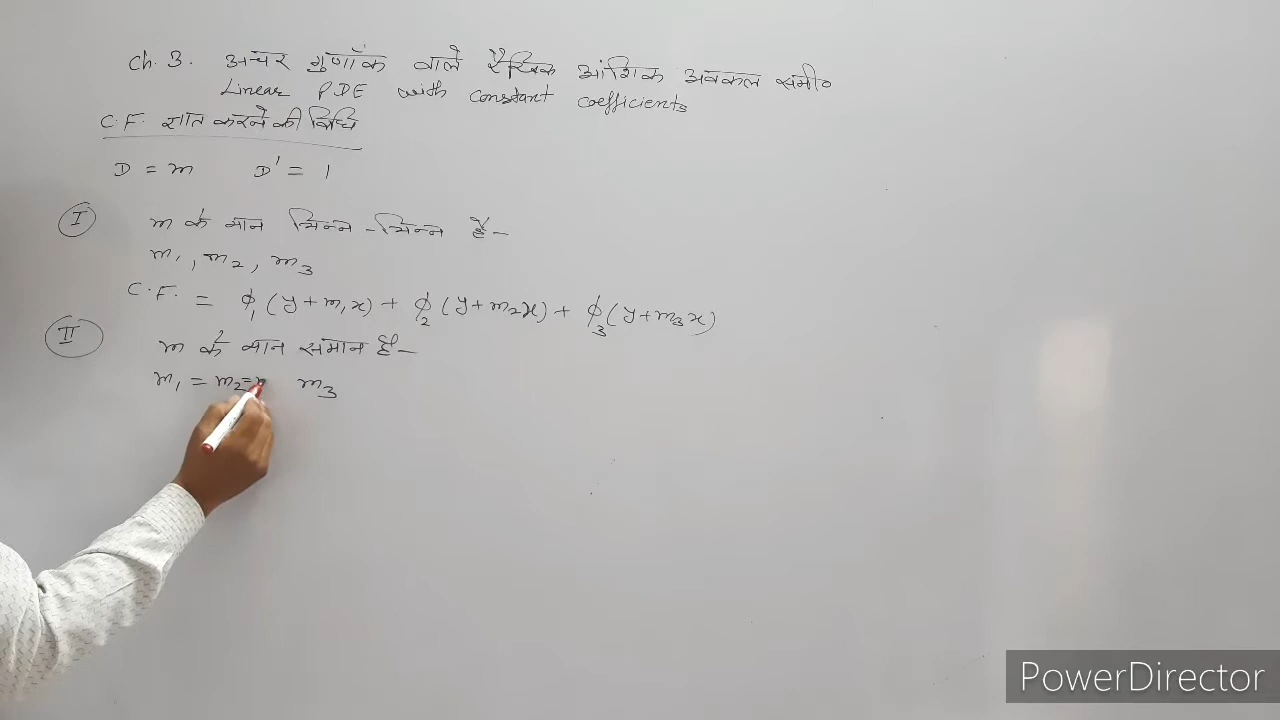 Ch. 3. अचर गुणाँक वाले रैखिक आंशिक अवकल समी०
Linear PDE with constant coefficients
C.F. ज्ञात करने की विधि
D = m D' = 1
I m के मान भिन्न-भिन्न है-
m₁, m₂, m₃
C.F. = ϕ₁(y+m₁x) + ϕ₂(y+m₂x) + ϕ₃(y+m₃x)
II m के मान समान है-
m₁ = m₂ = m₃
PowerDirector